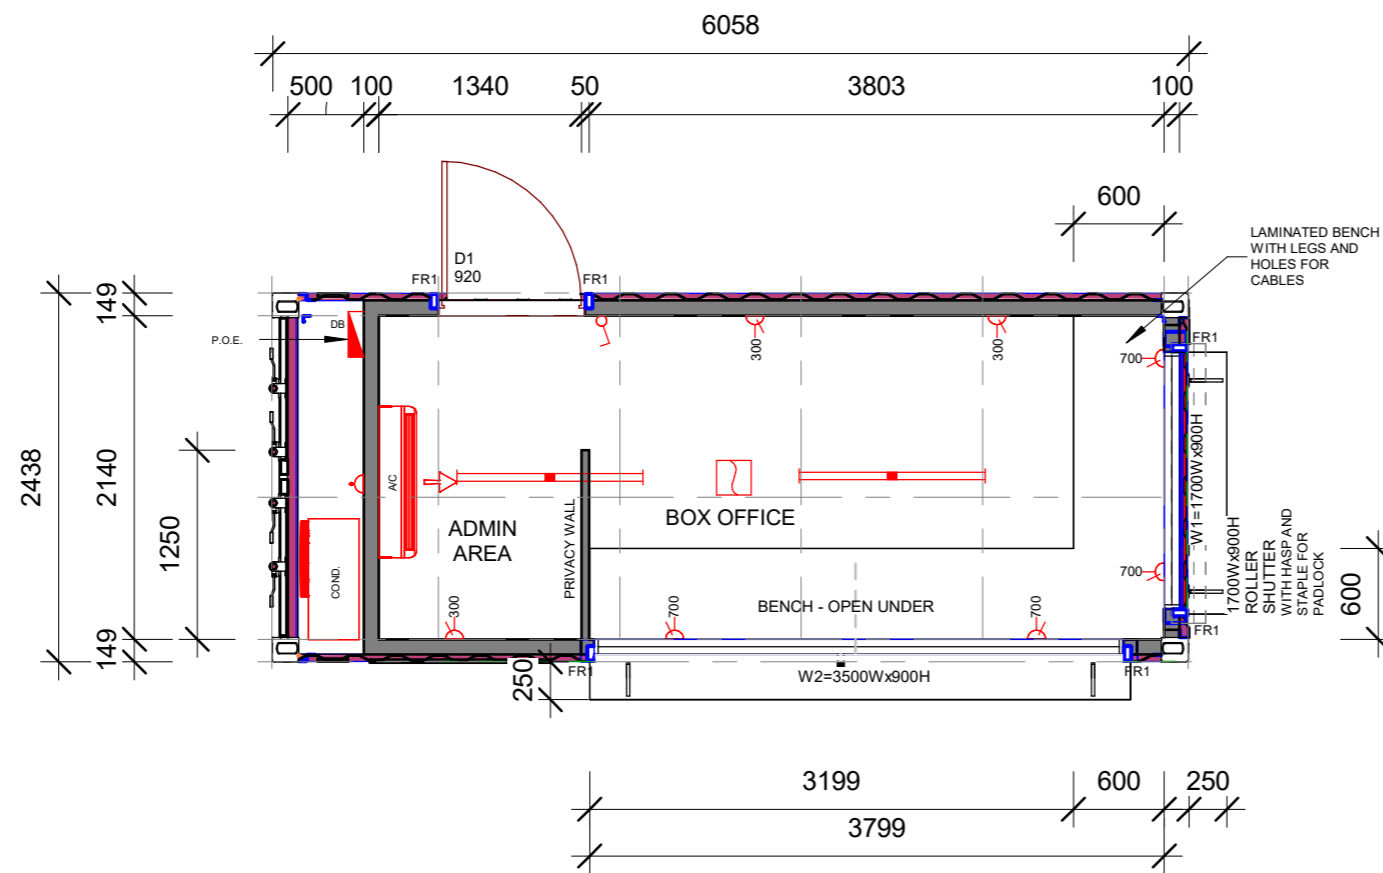 6058
500
100
1340
50
3803
100
600
LAMINATED BENCH
WITH LEGS AND
HOLES FOR
CABLES
D1
920
FR1
FR1
149
2140
149
2438
1250
DB
P.O.E.
300
300
700
FR1
A/C
ADMIN
AREA
PRIVACY WALL
BOX OFFICE
W1=1700Wx900H
1700Wx900H
ROLLER
SHUTTER
WITH HASP AND
STAPLE FOR
PADLOCK
COND.
300
700
BENCH - OPEN UNDER
700
700
600
FR1
FR1
FR1
W2=3500Wx900H
250
3199
600
250
3799